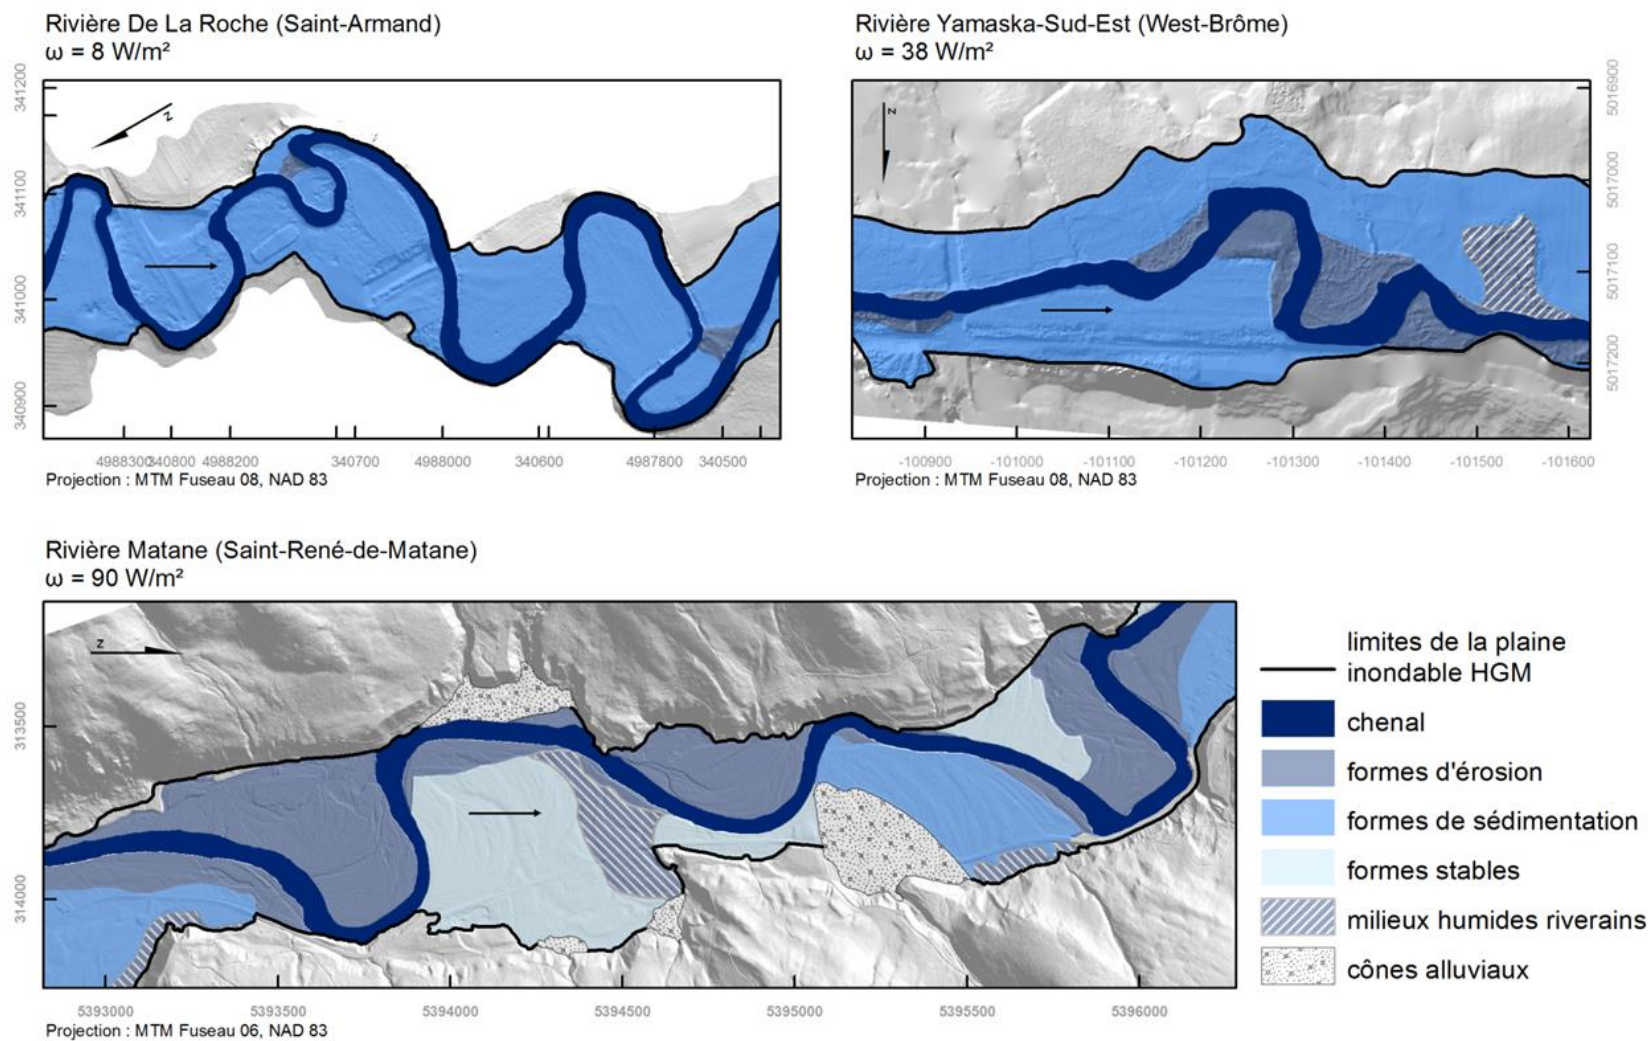 Rivière De La Roche (Saint-Armand)
ω = 8 W/m²
341200
341100
341000
340900
z
4988300 340800 4988200 340700 4988000 340600 4987800 340500
Projection : MTM Fuseau 08, NAD 83
Rivière Yamaska-Sud-Est (West-Brôme)
ω = 38 W/m²
z
5016900
5017000
5017100
5017200
-100900 -101000 -101100 -101200 -101300 -101400 -101500 -101600
Projection : MTM Fuseau 08, NAD 83
Rivière Matane (Saint-René-de-Matane)
ω = 90 W/m²
z
313500
314000
5393000 5393500 5394000 5394500 5395000 5395500 5396000
Projection : MTM Fuseau 06, NAD 83
limites de la plaine
inondable HGM
chenal
formes d'érosion
formes de sédimentation
formes stables
milieux humides riverains
cônes alluviaux